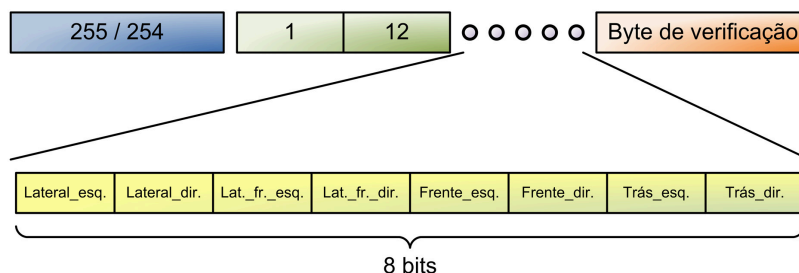 255 / 254 1 12 Byte de verificação
Lateral_esq. Lateral_dir. Lat._fr._esq. Lat._fr._dir. Frente_esq. Frente_dir. Trás_esq. Trás_dir.
8 bits